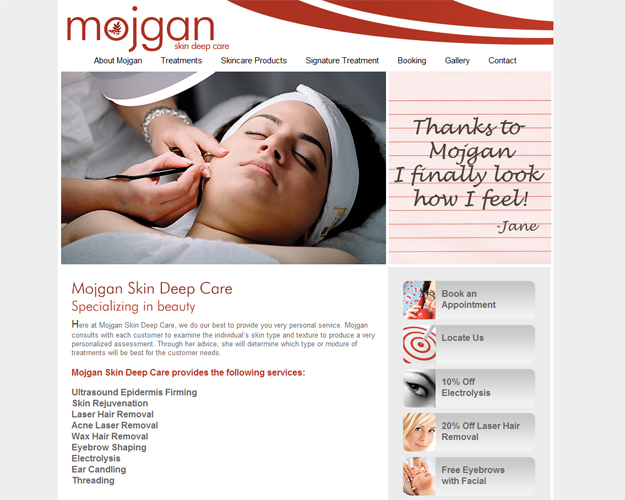 mojgan
skin deep care
About Mojgan Treatments Skincare Products Signature Treatment Booking Gallery Contact
Thanks to
Mojgan
I finally look
how I feel!
-Jane
Mojgan Skin Deep Care
Specializing in beauty
Here at Mojgan Skin Deep Care, we do our best to provide you very personal service. Mojgan
consults with each customer to examine the individual's skin type and texture to produce a very
personalized assessment. Through her advice, she will determine which type or mixture of
treatments will be best for the customer needs.
Mojgan Skin Deep Care provides the following services:
Ultrasound Epidermis Firming
Skin Rejuvenation
Laser Hair Removal
Acne Laser Removal
Wax Hair Removal
Eyebrow Shaping
Electrolysis
Ear Candling
Threading
Book an
Appointment
Locate Us
10% Off
Electrolysis
20% Off Laser Hair
Removal
Free Eyebrows
with Facial